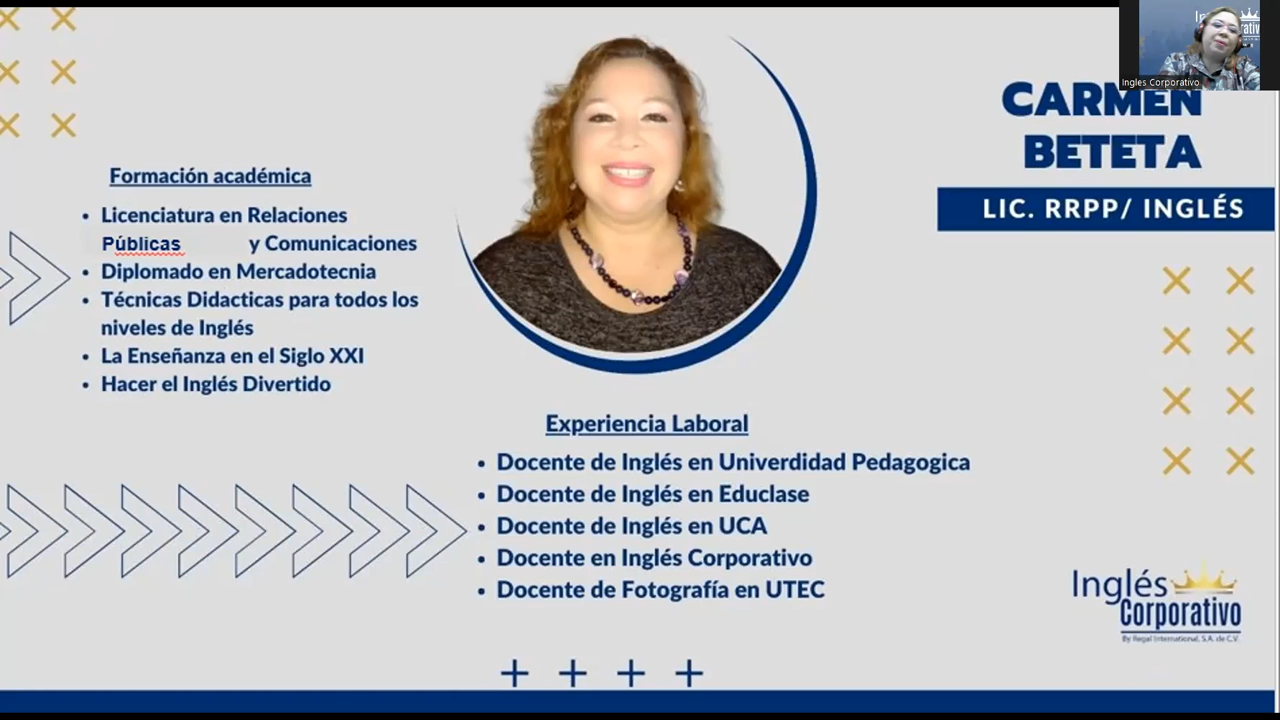 Ingles Corporativo
CARMEN
BETETA
LIC. RRPP/ INGLÉS
Formación académica
• Licenciatura en Relaciones
Públicas y Comunicaciones
• Diplomado en Mercadotecnia
• Técnicas Didacticas para todos los
niveles de Inglés
• La Enseñanza en el Siglo XXI
• Hacer el Inglés Divertido
Experiencia Laboral
• Docente de Inglés en Univerdidad Pedagogica
• Docente de Inglés en Educlase
• Docente de Inglés en UCA
• Docente en Inglés Corporativo
• Docente de Fotografía en UTEC
Inglés
Corporativo
By Regal International, S.A. de C.V.